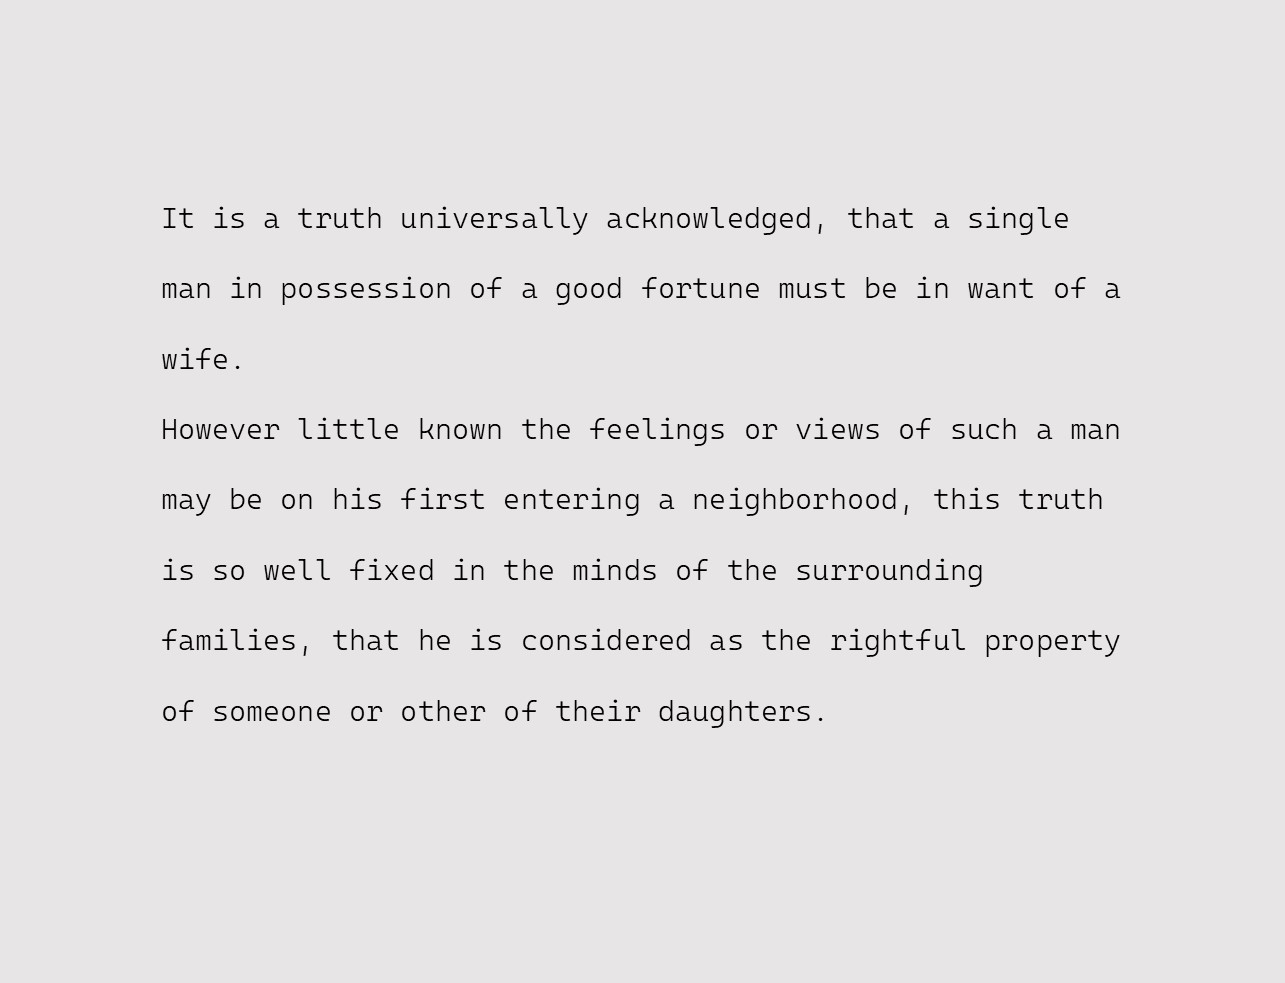 It is a truth universally acknowledged, that a single
man in possession of a good fortune must be in want of a
wife.
However little known the feelings or views of such a man
may be on his first entering a neighborhood, this truth
is so well fixed in the minds of the surrounding
families, that he is considered as the rightful property
of someone or other of their daughters.